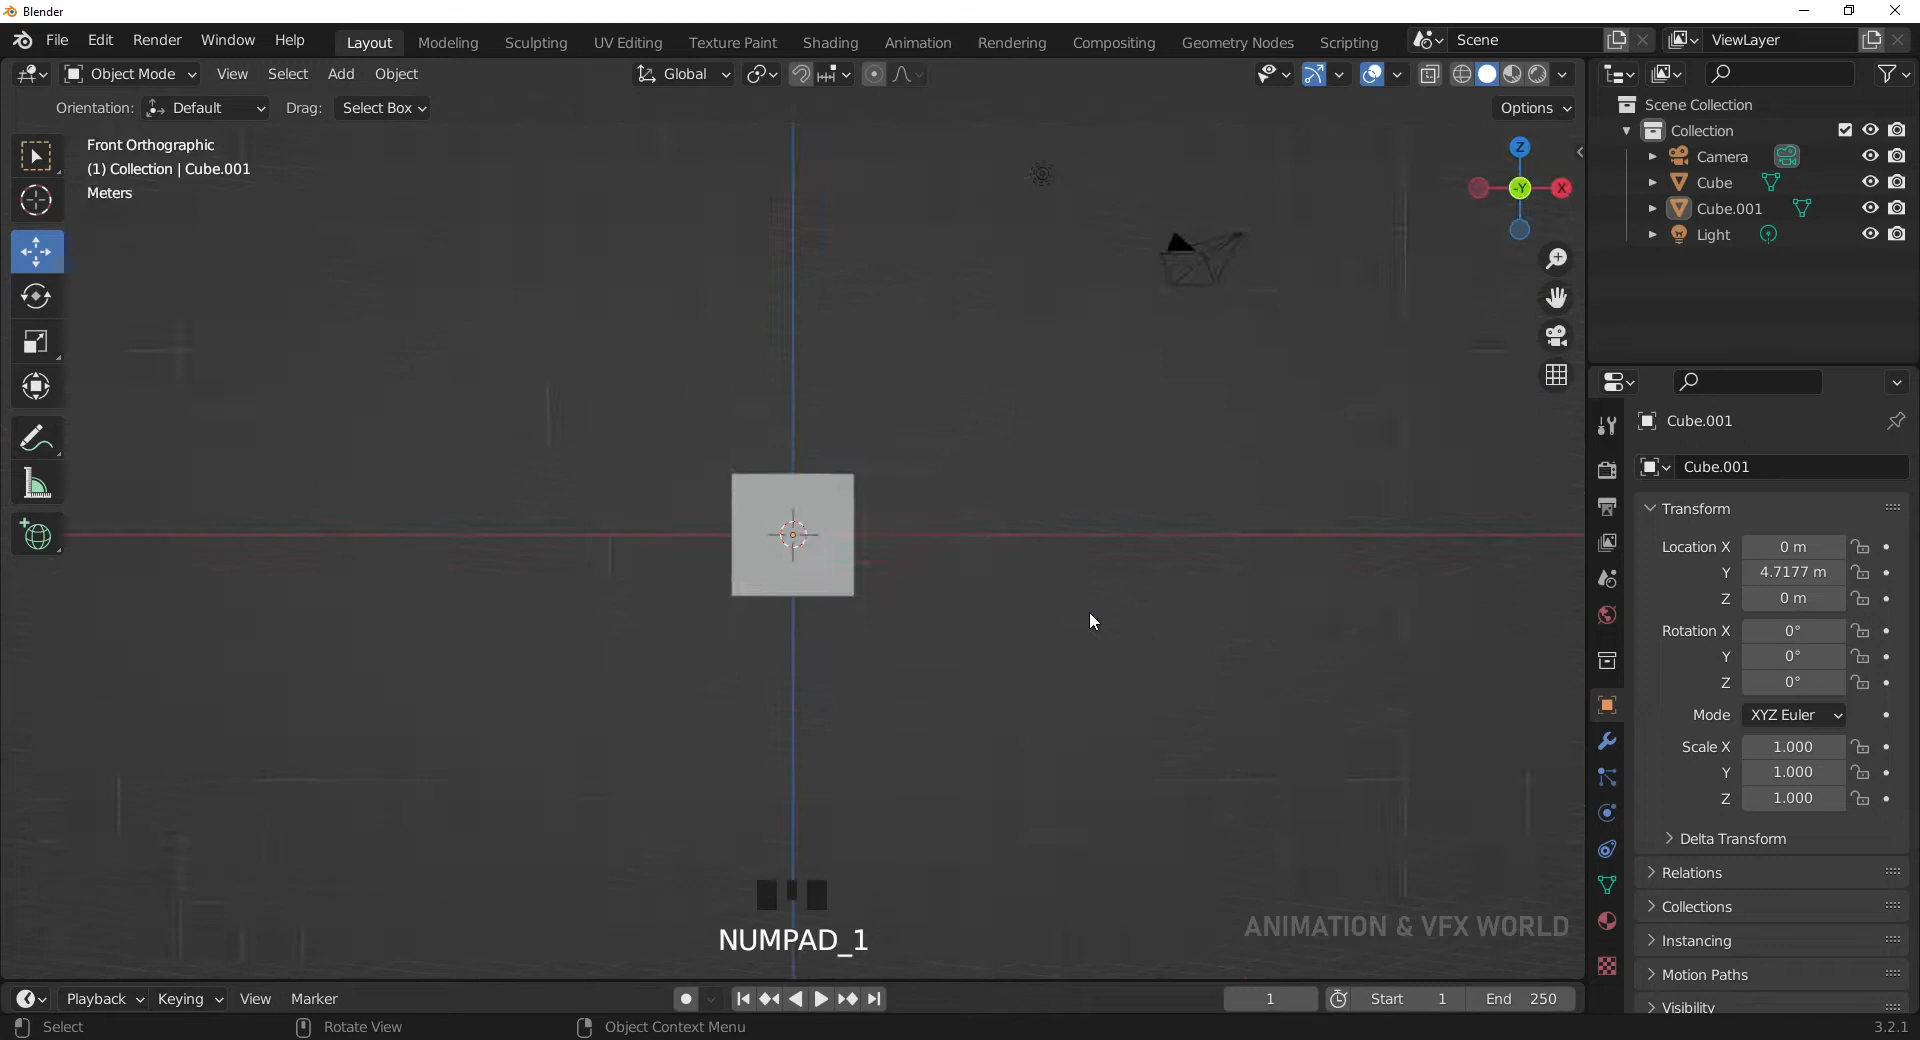 Blender
File Edit Render Window Help Layout Modeling Sculpting UV Editing Texture Paint Shading Animation Rendering Compositing Geometry Nodes Scripting Scene ViewLayer
Object Mode View Select Add Object Global
Orientation: Default Drag: Select Box Options
Front Orthographic
(1) Collection | Cube.001
Meters
Z
-Y X
Scene Collection
Collection
Camera
Cube
Cube.001
Light
Cube.001
Cube.001
Transform
Location X 0 m
Y 4.7177 m
Z 0 m
Rotation X 0°
Y 0°
Z 0°
Mode XYZ Euler
Scale X 1.000
Y 1.000
Z 1.000
Delta Transform
Relations
Collections
Instancing
Motion Paths
Visibility
NUMPAD_1
ANIMATION & VFX WORLD
Playback Keying View Marker 1 Start 1 End 250
Select Rotate View Object Context Menu 3.2.1